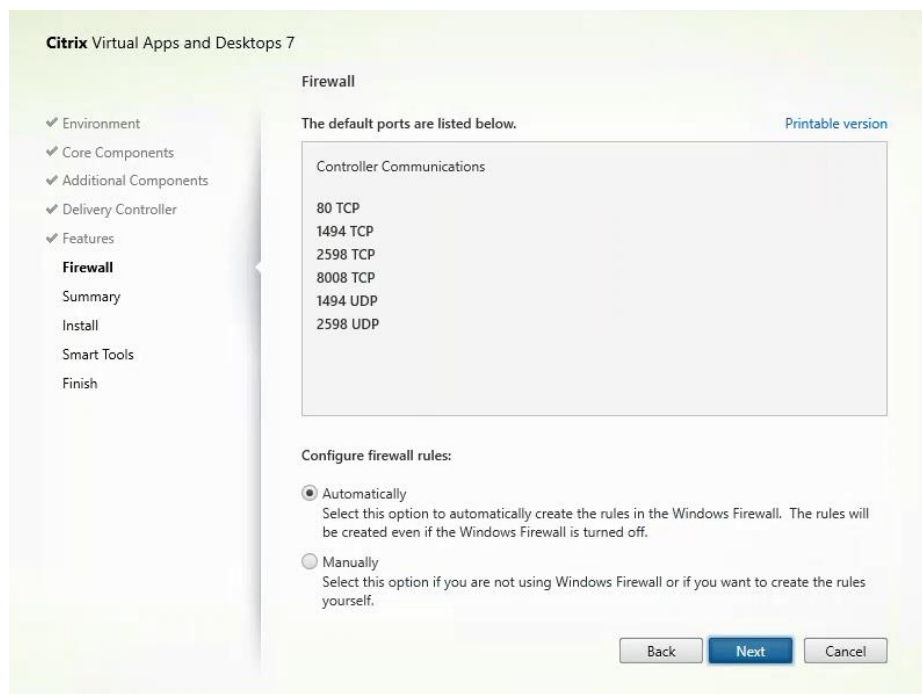 Citrix Virtual Apps and Desktops 7
Firewall
Environment
Core Components
Additional Components
Delivery Controller
Features
Firewall
Summary
Install
Smart Tools
Finish
The default ports are listed below.
Printable version
Controller Communications
80 TCP
1494 TCP
2598 TCP
8008 TCP
1494 UDP
2598 UDP
Configure firewall rules:
Automatically
Select this option to automatically create the rules in the Windows Firewall. The rules will
be created even if the Windows Firewall is turned off.
Manually
Select this option if you are not using Windows Firewall or if you want to create the rules
yourself.
Back
Next
Cancel